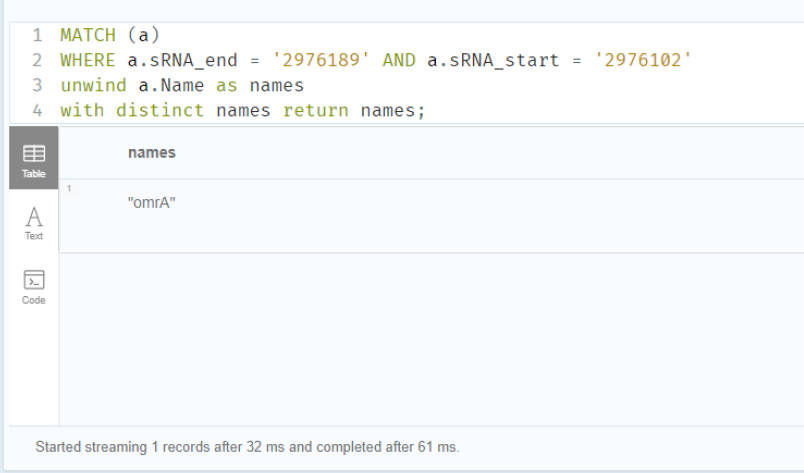 1 MATCH (a)
2 WHERE a.sRNA_end = '2976189' AND a.sRNA_start = '2976102'
3 unwind a.Name as names
4 with distinct names return names;
Table
names
1
"omrA"
A
Text
>_
Code
Started streaming 1 records after 32 ms and completed after 61 ms.